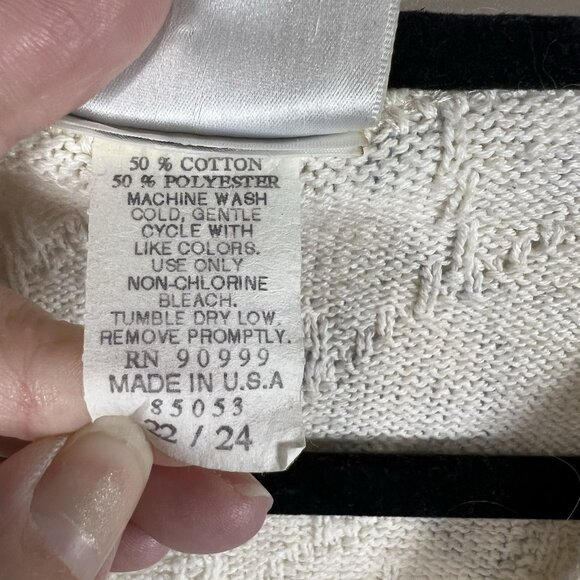 50 % COTTON
50 % POLYESTER
MACHINE WASH
COLD, GENTLE
CYCLE WITH
LIKE COLORS.
USE ONLY
NON-CHLORINE
BLEACH.
TUMBLE DRY LOW.
REMOVE PROMPTLY.
RN 90999
MADE IN U.S.A
85053
22 / 24